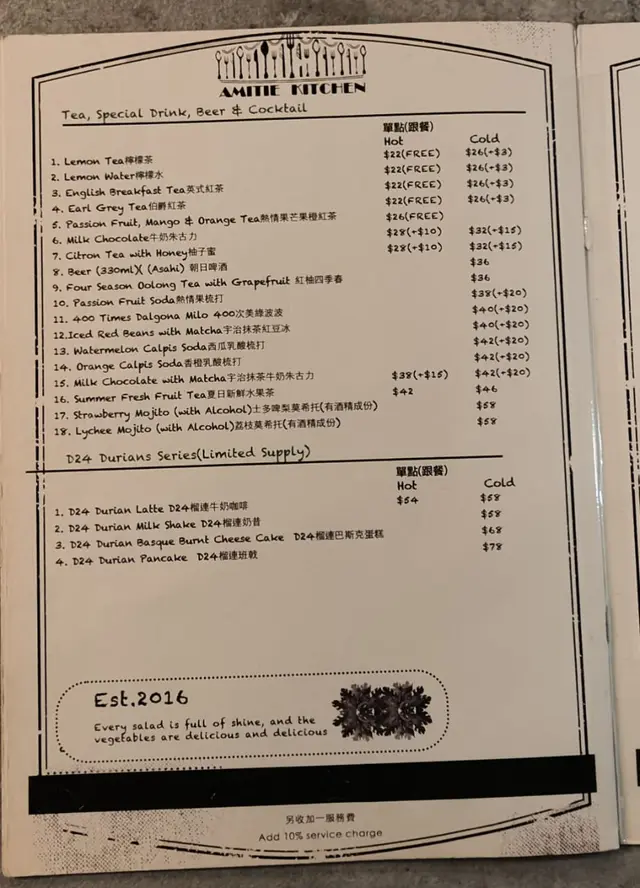 AMITIE KITCHEN
Tea, Special Drink, Beer & Cocktail
單點(跟餐)
Hot Cold
1. Lemon Tea檸檬茶 $22(FREE) $26(+$3)
2. Lemon Water檸檬水 $22(FREE) $26(+$3)
3. English Breakfast Tea英式紅茶 $22(FREE) $26(+$3)
4. Earl Grey Tea伯爵紅茶 $22(FREE) $26(+$3)
5. Passion Fruit, Mango & Orange Tea熱情果芒果橙紅茶 $26(FREE)
6. Milk Chocolate牛奶朱古力 $28(+$10) $32(+$15)
7. Citron Tea with Honey柚子蜜 $28(+$10) $32(+$15)
8. Beer (330ml)( (Asahi) 朝日啤酒 $36
9. Four Season Oolong Tea with Grapefruit 紅柚四季春 $36
10. Passion Fruit Soda熱情果梳打 $38(+$20)
11. 400 Times Dalgona Milo 400次美綠波波 $40(+$20)
12.Iced Red Beans with Matcha宇治抹茶紅豆冰 $40(+$20)
13. Watermelon Calpis Soda西瓜乳酸梳打 $42(+$20)
14. Orange Calpis Soda香橙乳酸梳打 $42(+$20)
15. Milk Chocolate with Matcha宇治抹茶牛奶朱古力 $38(+$15) $42(+$20)
16. Summer Fresh Fruit Tea夏日新鮮水果茶 $42 $46
17. Strawberry Mojito (with Alcohol)士多啤梨莫希托(有酒精成份) $58
18. Lychee Mojito (with Alcohol)荔枝莫希托(有酒精成份) $58
D24 Durians Series(Limited Supply)
單點(跟餐)
Hot Cold
1. D24 Durian Latte D24榴連牛奶咖啡 $54 $58
2. D24 Durian Milk Shake D24榴連奶昔 $58
3. D24 Durian Basque Burnt Cheese Cake D24榴連巴斯克蛋糕 $68
4. D24 Durian Pancake D24榴連班戟 $78
Est.2016
Every salad is full of shine, and the
vegetables are delicious and delicious
另收加一服務費
Add 10% service charge